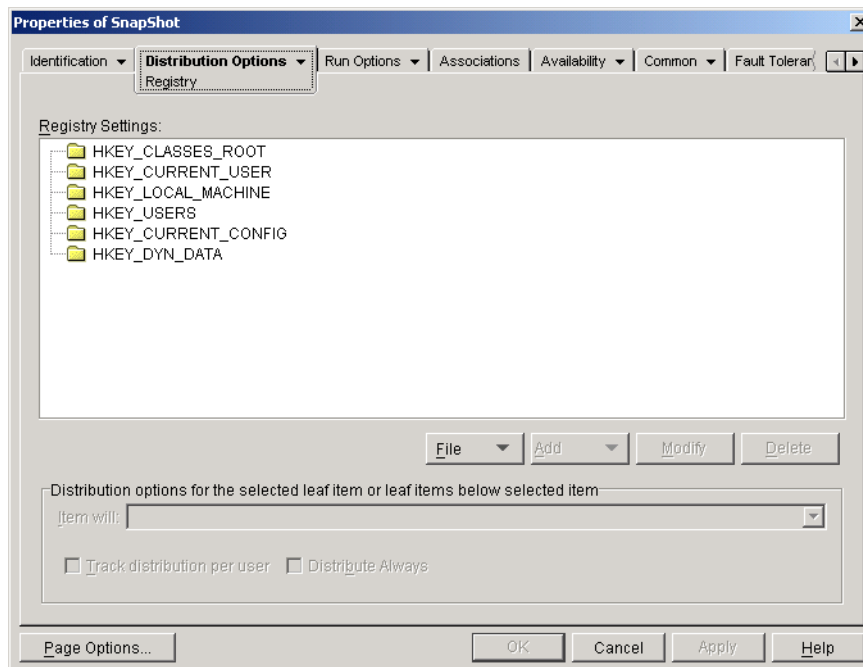 Properties of SnapShot
Identification Distribution Options Run Options Associations Availability Common Fault Toleran
Registry
Registry Settings:
HKEY_CLASSES_ROOT
HKEY_CURRENT_USER
HKEY_LOCAL_MACHINE
HKEY_USERS
HKEY_CURRENT_CONFIG
HKEY_DYN_DATA
File Add Modify Delete
Distribution options for the selected leaf item or leaf items below selected item
Item will:
Track distribution per user Distribute Always
Page Options... OK Cancel Apply Help